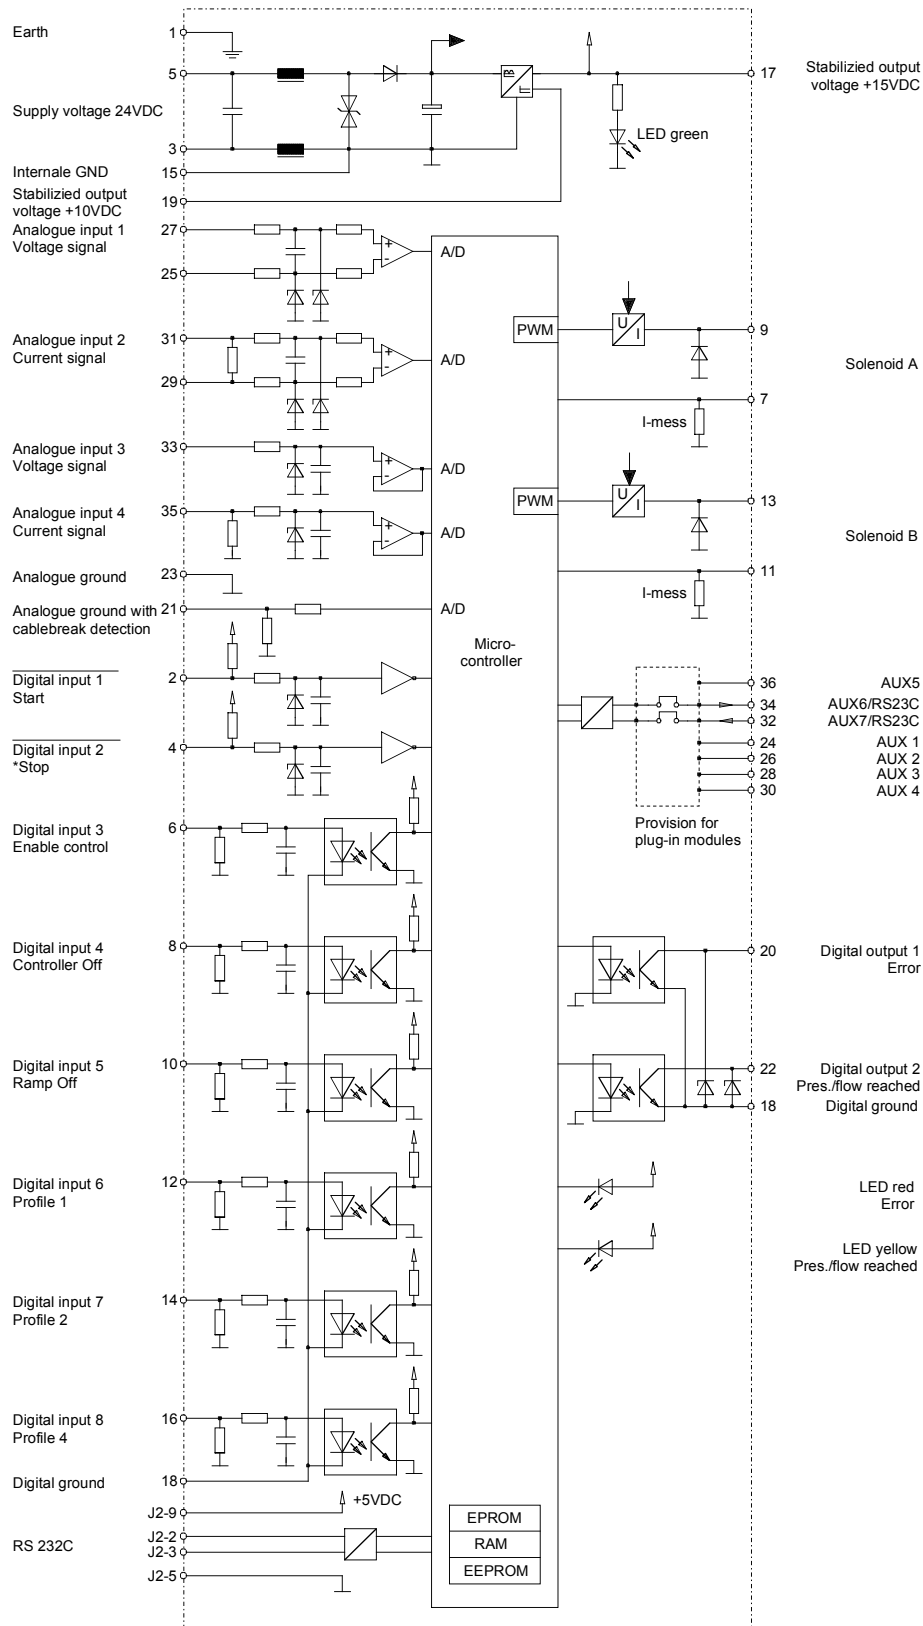 Earth
1
5
Supply voltage 24VDC
3
Internale GND
15
Stabilizied output
voltage +10VDC
19
17
Stabilizied output
voltage +15VDC
LED green
Analogue input 1
Voltage signal
27
25
+
-
A/D
Analogue input 2
Current signal
31
29
+
-
A/D
Analogue input 3
Voltage signal
33
+
-
A/D
Analogue input 4
Current signal
35
+
-
A/D
Analogue ground
23
Analogue ground with
cablebreak detection
21
A/D
Micro-
controller
PWM
U
I
9
Solenoid A
7
I-mess
PWM
U
I
13
Solenoid B
11
I-mess
Digital input 1
Start
2
Digital input 2
*Stop
4
36
AUX5
34
AUX6/RS23C
32
AUX7/RS23C
24
AUX 1
26
AUX 2
28
AUX 3
30
AUX 4
Provision for
plug-in modules
Digital input 3
Enable control
6
Digital input 4
Controller Off
8
20
Digital output 1
Error
Digital input 5
Ramp Off
10
22
Digital output 2
Pres./flow reached
18
Digital ground
Digital input 6
Profile 1
12
LED red
Error
LED yellow
Pres./flow reached
Digital input 7
Profile 2
14
Digital input 8
Profile 4
16
Digital ground
18
J2-9
+5VDC
RS 232C
J2-2
J2-3
J2-5
EPROM
RAM
EEPROM